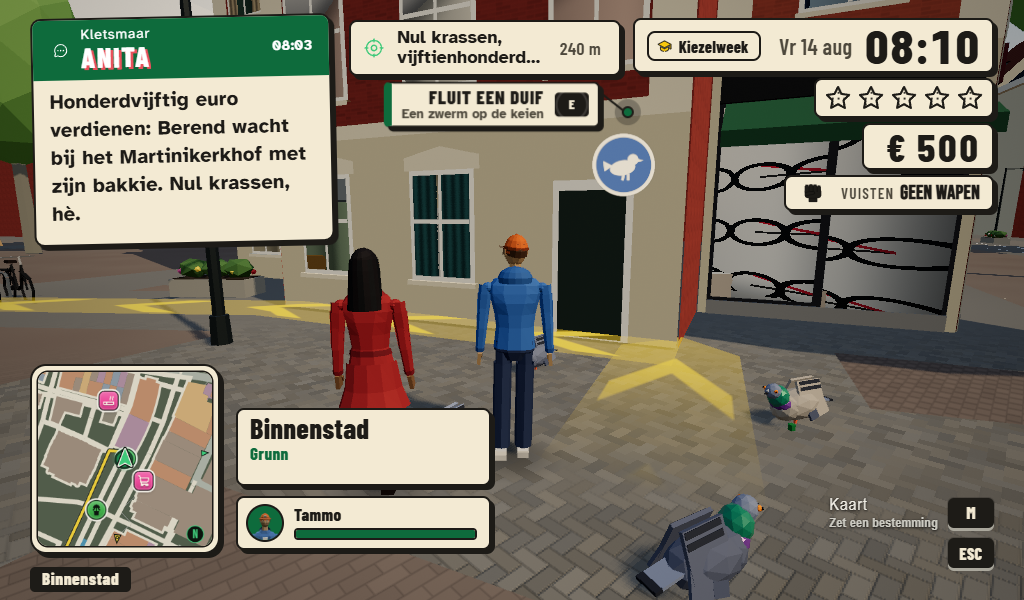 Kletsmaar
ANITA
08:03
Honderdvijftig euro
verdienen: Berend wacht
bij het Martinikerkhof met
zijn bakkie. Nul krassen,
hè.
Nul krassen,
vijftienhonderd...
240 m
Kiezelweek
Vr 14 aug
08:10
FLUIT EEN DUIF
Een zwerm op de keien
E
€ 500
VUISTEN GEEN WAPEN
N
Binnenstad
Binnenstad
Grunn
Tammo
Kaart
Zet een bestemming
M
ESC